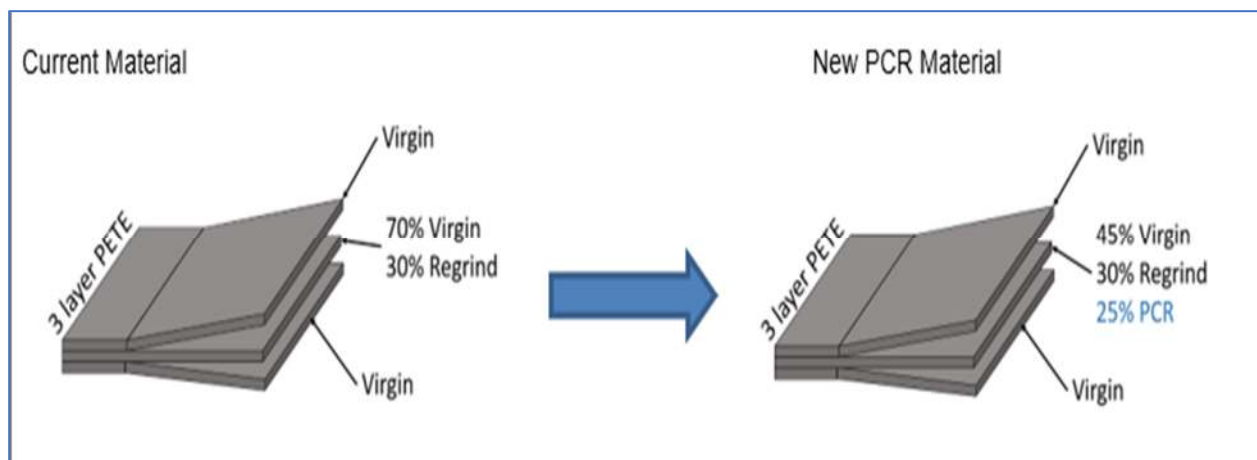 Current Material
Virgin
70% Virgin
30% Regrind
3 layer PETE
Virgin
New PCR Material
Virgin
45% Virgin
30% Regrind
25% PCR
3 layer PETE
Virgin